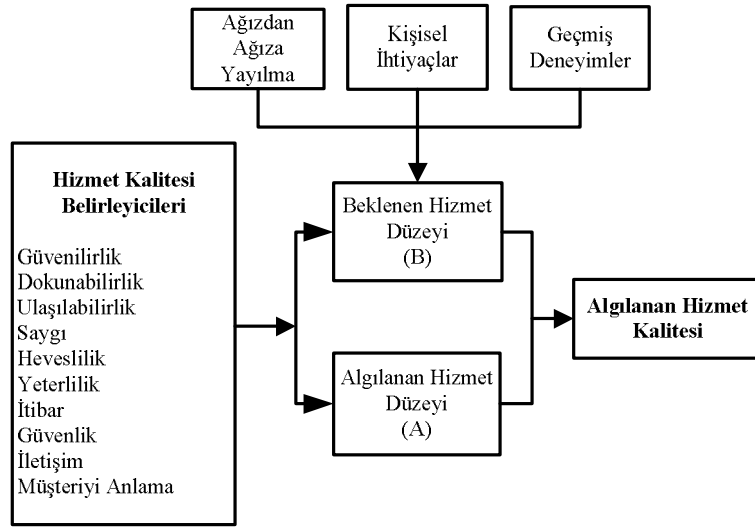 Ağızdan
Ağıza
Yayılma
Kişisel
İhtiyaçlar
Geçmiş
Deneyimler
Hizmet Kalitesi
Belirleyicileri
Güvenilirlik
Dokunabilirlik
Ulaşılabilirlik
Saygı
Heveslilik
Yeterlilik
İtibar
Güvenlik
İletişim
Müşteriyi Anlama
Beklenen Hizmet
Düzeyi
(B)
Algılanan Hizmet
Düzeyi
(A)
Algılanan Hizmet
Kalitesi